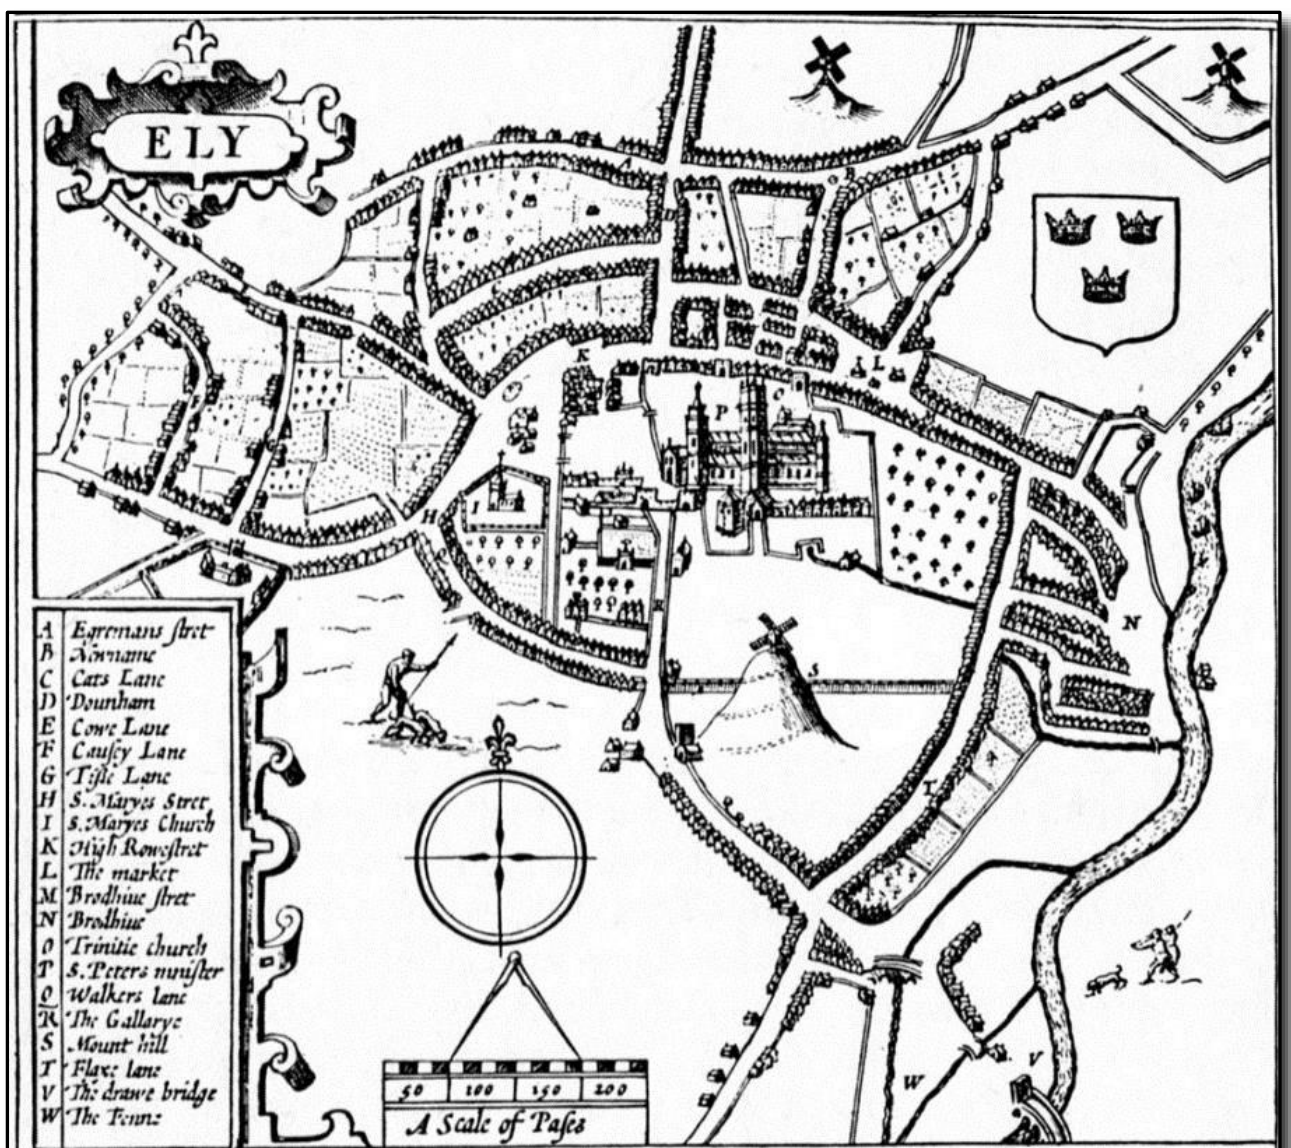 ELY
A Egremans stret
B Newname
C Cats Lane
D Dounham
E Cowe Lane
F Causey Lane
G Tisle Lane
H S. Maryes Stret
I S. Maryes Church
K High Rowestret
L The market
M Brodhiue stret
N Brodhiue
O Trinitie church
P S. Peters minster
Q Walkers lane
R The Gallarye
S Mount hill
T Flaxe lane
V The drawe bridge
W The Fenne
50 100 150 200
A Scale of Pases
A
B
D
C
K
L
P
O
I
H
R
S
N
T
V
W